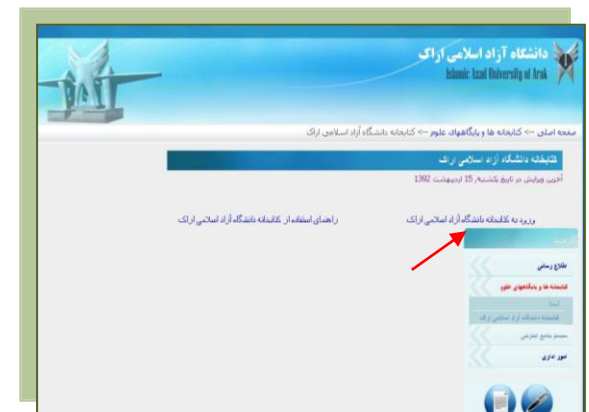 دانشگاه آزاد اسلامی اراک
Islamic Azad University of Arak
صفحه اصلی --> کتابخانه ها و پایگاههای علوم --> کتابخانه دانشگاه آزاد اسلامی اراک
کتابخانه دانشگاه آزاد اسلامی اراک
آخرین ویرایش در تاریخ یکشنبه, 15 اردیبهشت 1392
ورود به کتابخانه دانشگاه آزاد اسلامی اراک
راهنمای استفاده از کتابخانه دانشگاه آزاد اسلامی اراک
اطلاع رسانی
کتابخانه ها و پایگاههای علوم
کتابخانه دانشگاه آزاد اسلامی اراک
سیستم جامع
امور اداری